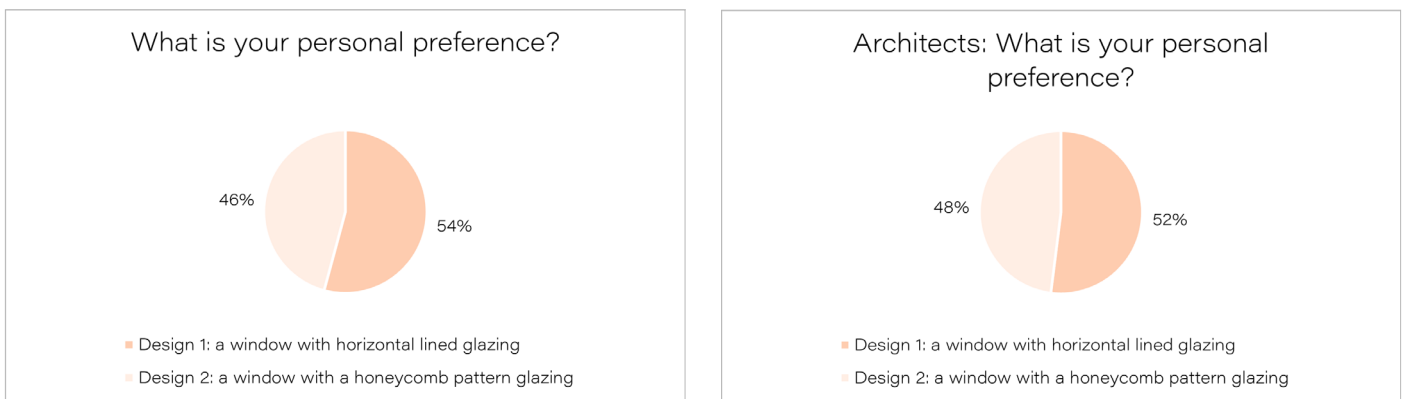 What is your personal preference?
46%
54%
Design 1: a window with horizontal lined glazing
Design 2: a window with a honeycomb pattern glazing
Architects: What is your personal
preference?
48%
52%
Design 1: a window with horizontal lined glazing
Design 2: a window with a honeycomb pattern glazing